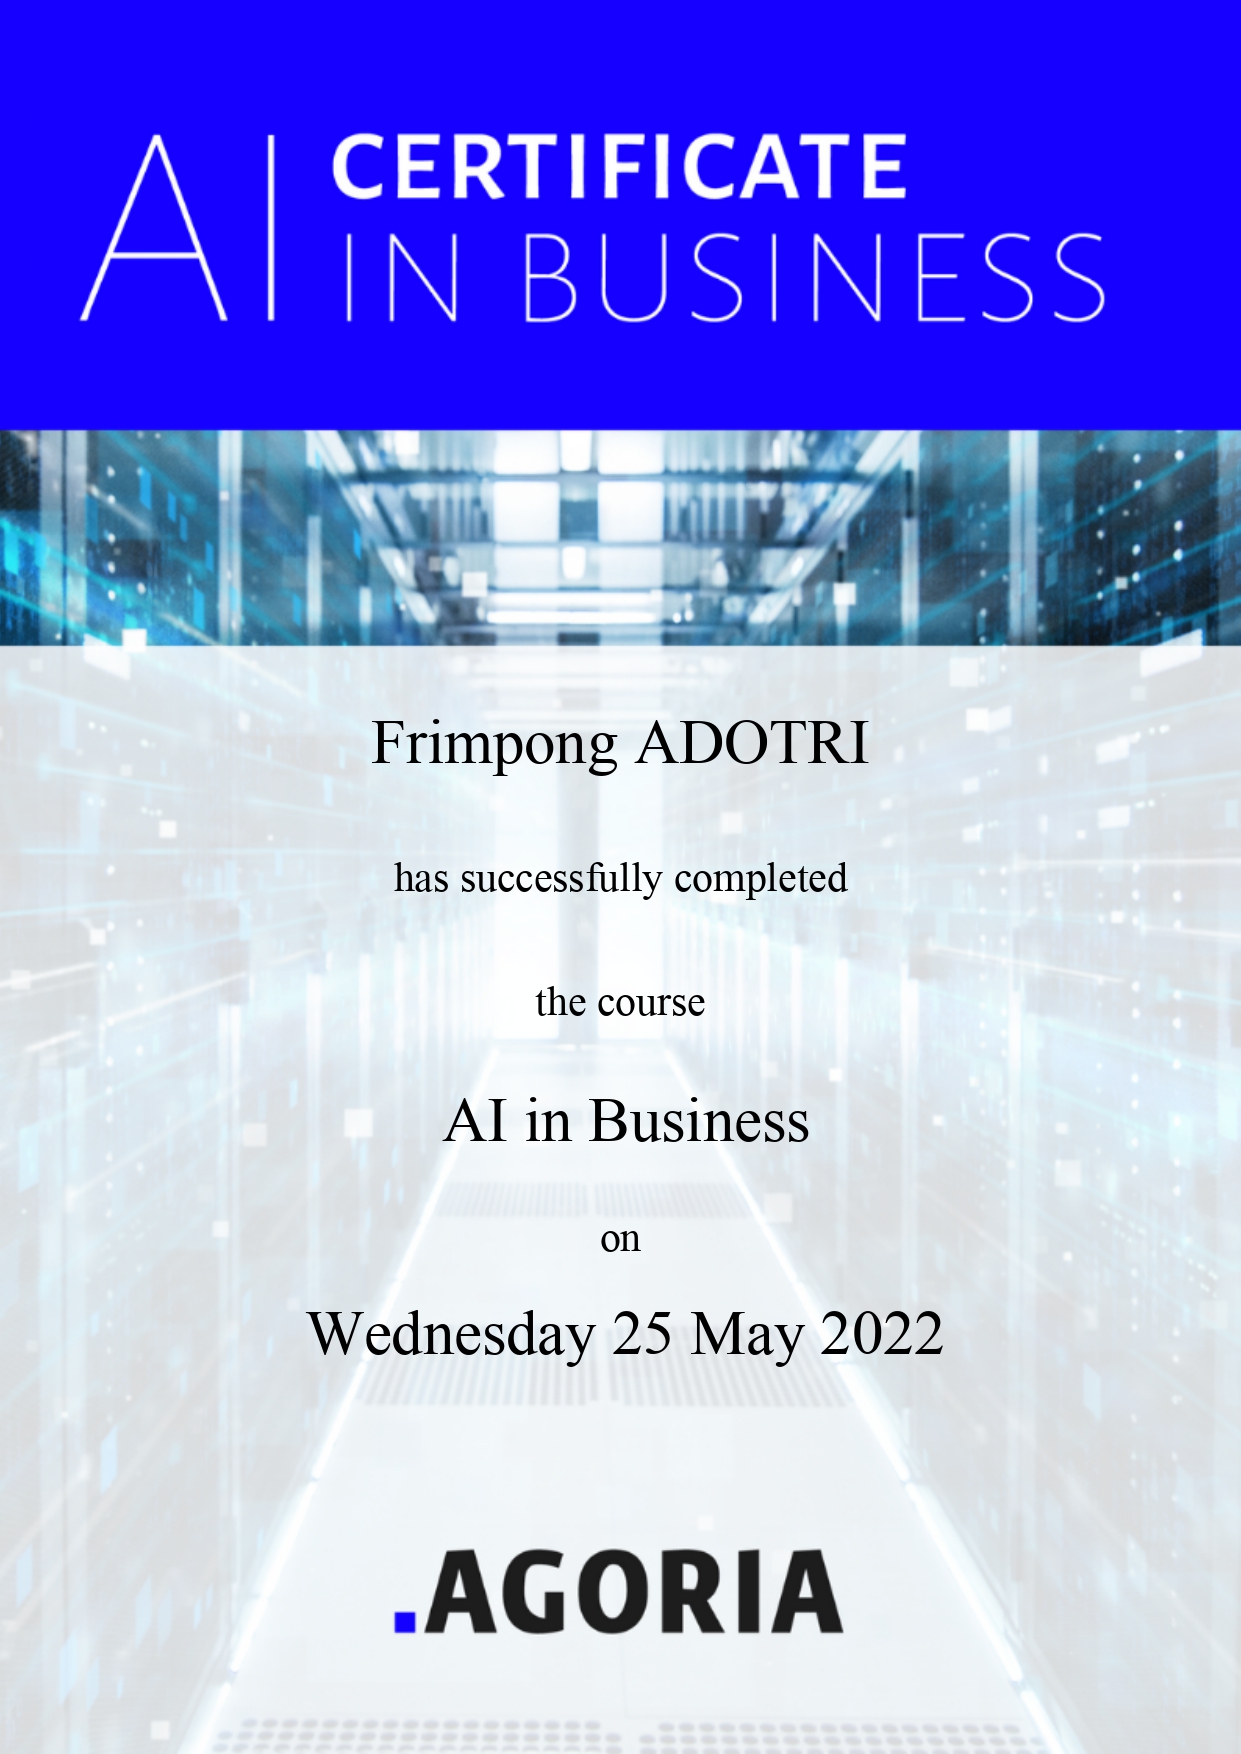 AI CERTIFICATE
IN BUSINESS
Frimpong ADOTRI
has successfully completed
the course
AI in Business
on
Wednesday 25 May 2022
.AGORIA